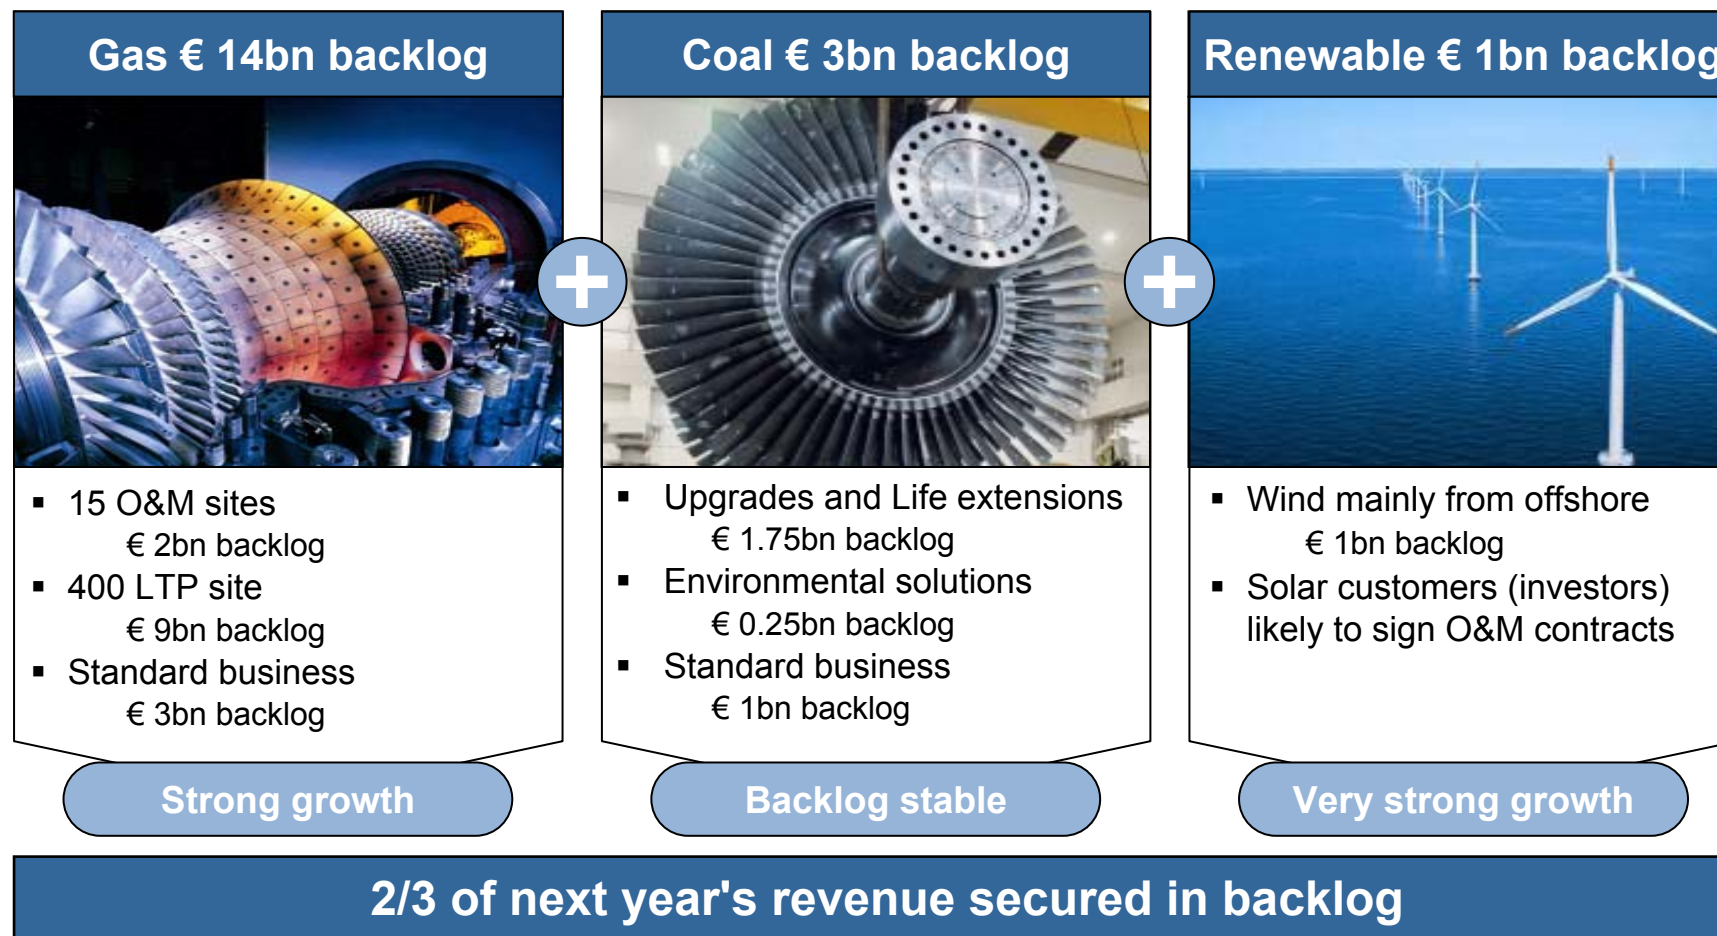 Gas € 14bn backlog
15 O&M sites
€ 2bn backlog
400 LTP site
€ 9bn backlog
Standard business
€ 3bn backlog
Strong growth
Coal € 3bn backlog
Upgrades and Life extensions
€ 1.75bn backlog
Environmental solutions
€ 0.25bn backlog
Standard business
€ 1bn backlog
Backlog stable
Renewable € 1bn backlog
Wind mainly from offshore
€ 1bn backlog
Solar customers (investors)
likely to sign O&M contracts
Very strong growth
2/3 of next year's revenue secured in backlog